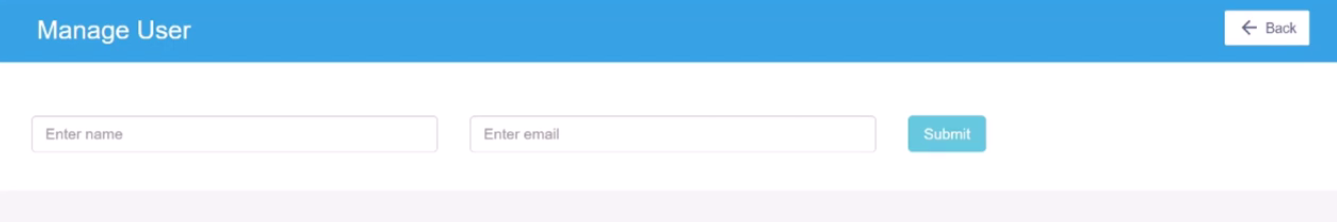 Manage User
← Back
Enter name
Enter email
Submit